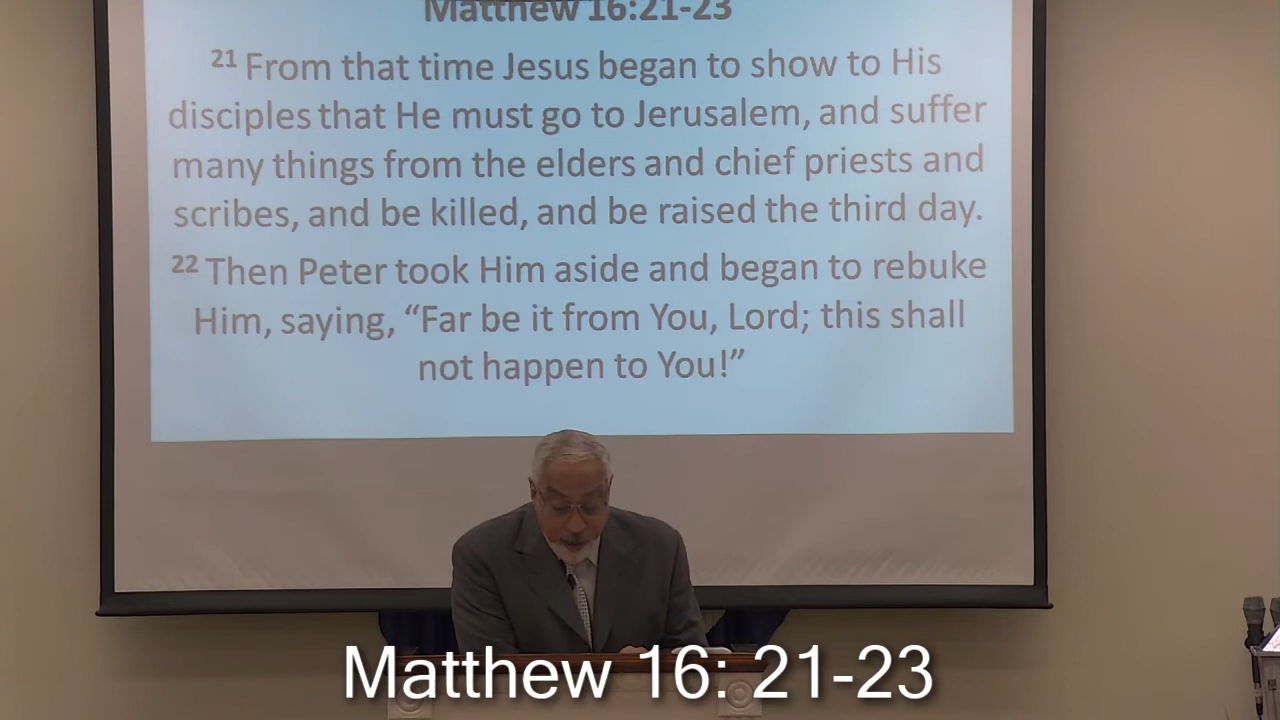 Matthew 16:21-23
21 From that time Jesus began to show to His
disciples that He must go to Jerusalem, and suffer
many things from the elders and chief priests and
scribes, and be killed, and be raised the third day.
22 Then Peter took Him aside and began to rebuke
Him, saying, “Far be it from You, Lord; this shall
not happen to You!”
Matthew 16: 21-23